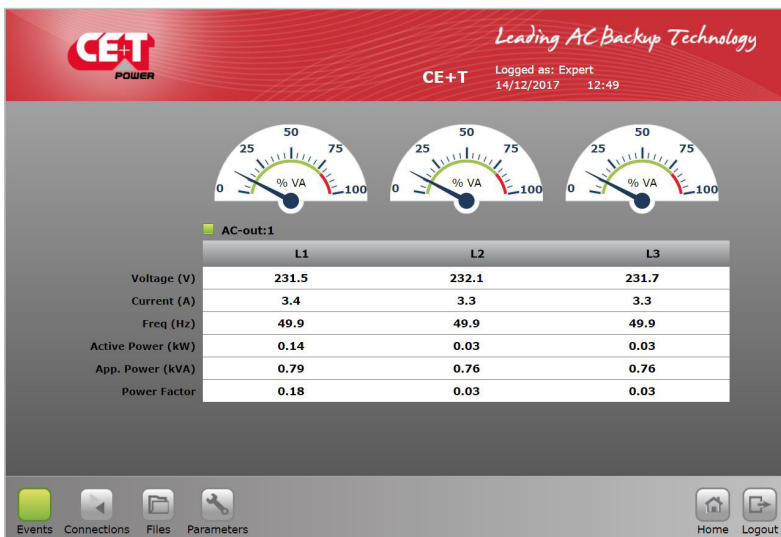 CE+T
POWER
Leading AC Backup Technology
CE+T
Logged as: Expert
14/12/2017 12:49
0 25 50 75 100
% VA
0 25 50 75 100
% VA
0 25 50 75 100
% VA
AC-out:1
L1 L2 L3
Voltage (V) 231.5 232.1 231.7
Current (A) 3.4 3.3 3.3
Freq (Hz) 49.9 49.9 49.9
Active Power (kW) 0.14 0.03 0.03
App. Power (kVA) 0.79 0.76 0.76
Power Factor 0.18 0.03 0.03
Events Connections Files Parameters Home Logout